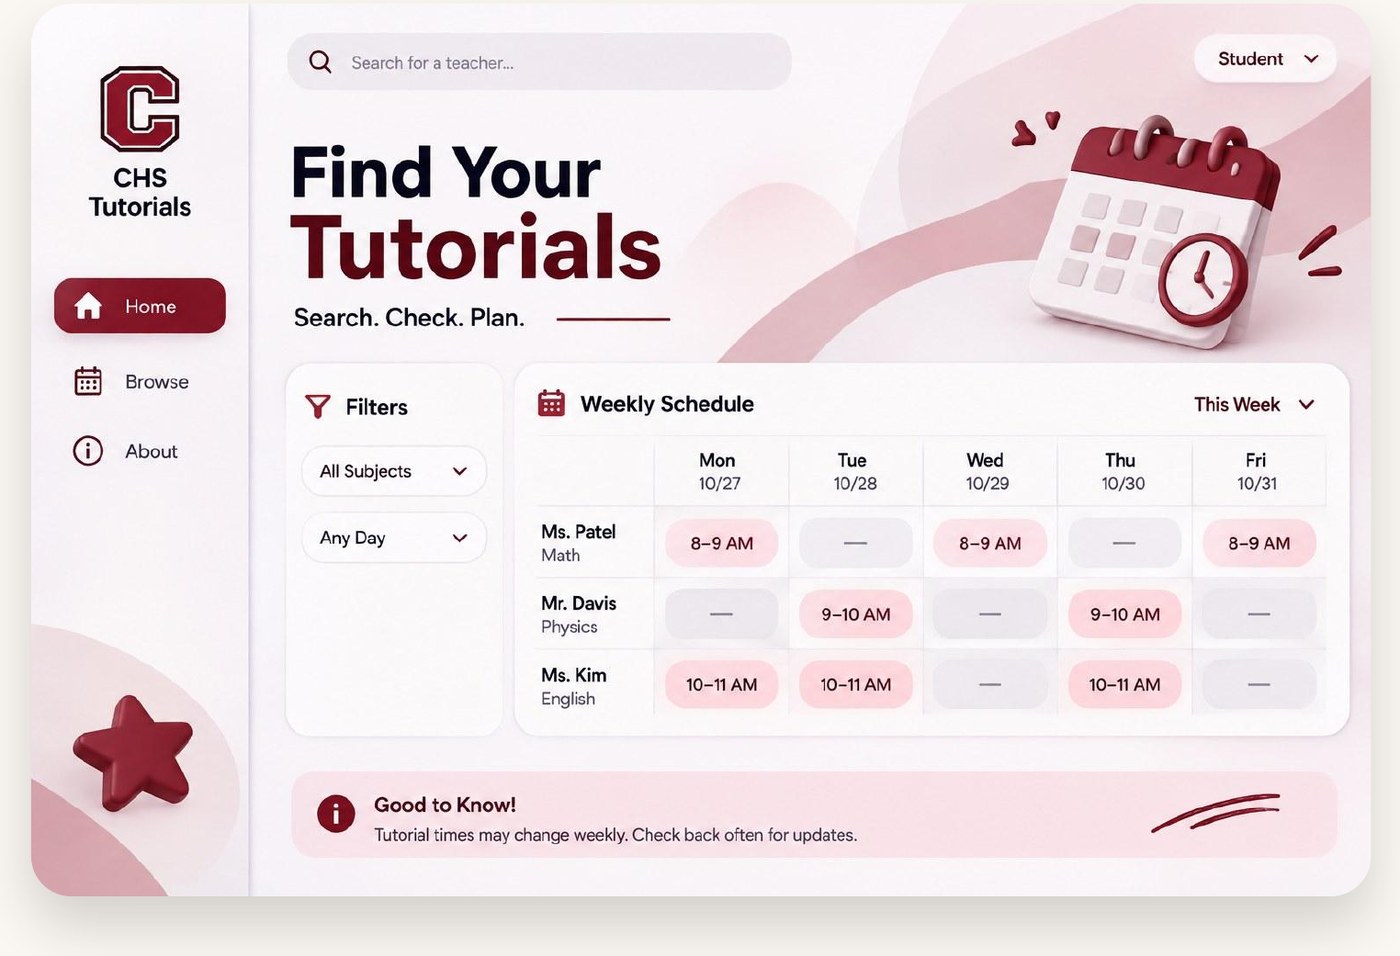 C
CHS
Tutorials
Home
Browse
About
Search for a teacher...
Student
Find Your
Tutorials
Search. Check. Plan.
Filters
All Subjects
Any Day
Weekly Schedule
This Week
Mon Tue Wed Thu Fri
10/27 10/28 10/29 10/30 10/31
Ms. Patel
Math
8–9 AM — 8–9 AM — 8–9 AM
Mr. Davis
Physics
— 9–10 AM — 9–10 AM —
Ms. Kim
English
10–11 AM 10–11 AM — 10–11 AM —
Good to Know!
Tutorial times may change weekly. Check back often for updates.